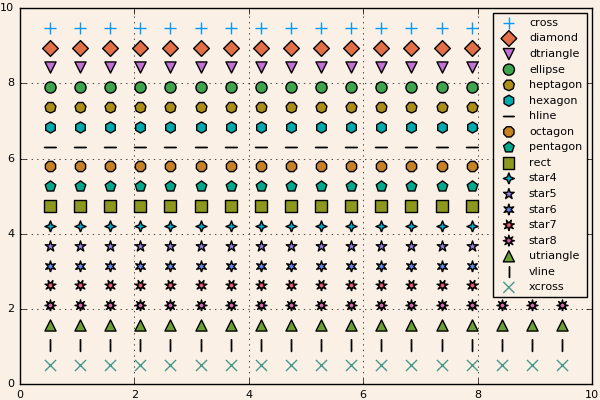 10
8
6
4
2
0
0 2 4 6 8 10
cross
diamond
dtriangle
ellipse
heptagon
hexagon
hline
octagon
pentagon
rect
star4
star5
star6
star7
star8
utriangle
vline
xcross